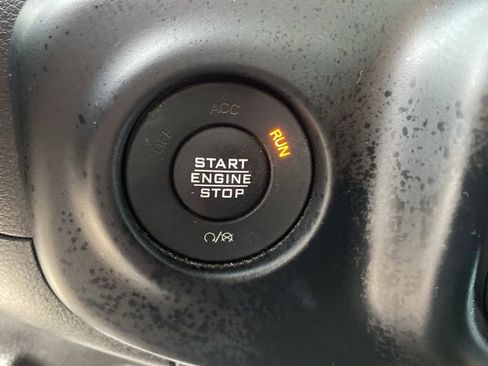 ACC
OFF
RUN
START
ENGINE
STOP